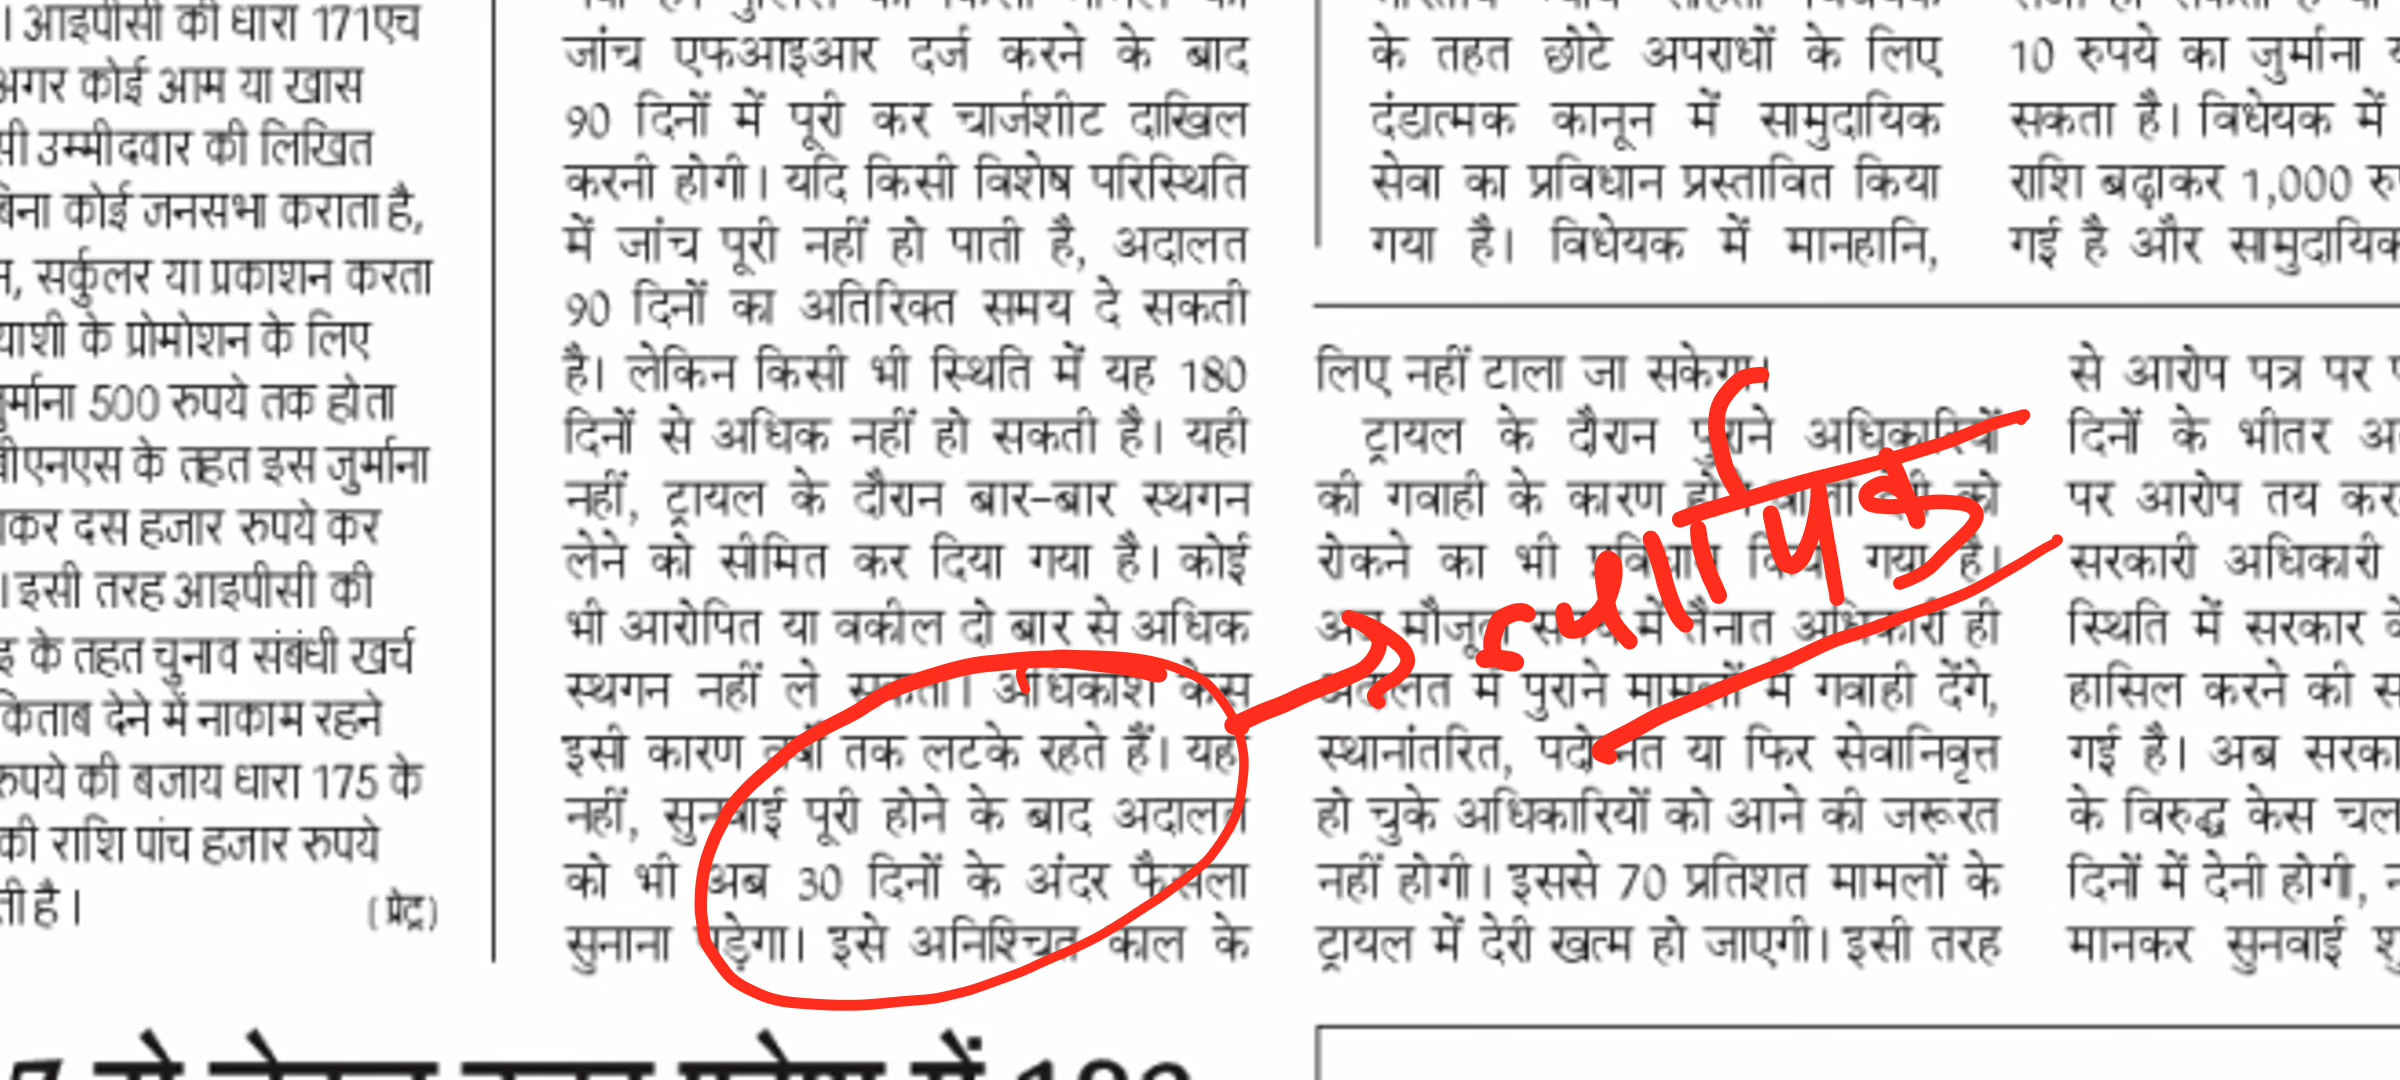 । आइपीसी की धारा 171एच
अगर कोई आम या खास
सी उम्मीदवार की लिखित
बिना कोई जनसभा कराता है,
न, सर्कुलर या प्रकाशन करता
याशी के प्रोमोशन के लिए
जुर्माना 500 रुपये तक होता
बीएनएस के तहत इस जुर्माना
कर दस हजार रुपये कर
। इसी तरह आइपीसी की
के तहत चुनाव संबंधी खर्च
किताब देने में नाकाम रहने
रुपये की बजाय धारा 175 के
की राशि पांच हजार रुपये
ती है। (प्रेट्र)
जांच एफआइआर दर्ज करने के बाद
90 दिनों में पूरी कर चार्जशीट दाखिल
करनी होगी। यदि किसी विशेष परिस्थिति
में जांच पूरी नहीं हो पाती है, अदालत
90 दिनों का अतिरिक्त समय दे सकती
है। लेकिन किसी भी स्थिति में यह 180
दिनों से अधिक नहीं हो सकती है। यही
नहीं, ट्रायल के दौरान बार-बार स्थगन
लेने को सीमित कर दिया गया है। कोई
भी आरोपित या वकील दो बार से अधिक
स्थगन नहीं ले सकता। अधिकांश केस
इसी कारण वर्षों तक लटके रहते हैं। यही
नहीं, सुनवाई पूरी होने के बाद अदालत
को भी अब 30 दिनों के अंदर फैसला
सुनाना पड़ेगा। इसे अनिश्चित काल के
के तहत छोटे अपराधों के लिए
दंडात्मक कानून में सामुदायिक
सेवा का प्रविधान प्रस्तावित किया
गया है। विधेयक में मानहानि,
10 रुपये का जुर्माना
सकता है। विधेयक में
राशि बढ़ाकर 1,000
गई है और सामुदायिक
लिए नहीं टाला जा सकेगा।
ट्रायल के दौरान पुराने अधिकारियों
की गवाही के कारण होने वाली देरी को
रोकने का भी प्रविधान किया गया है।
अब मौजूदा समय में तैनात अधिकारी ही
अदालत में पुराने मामलों में गवाही देंगे,
स्थानांतरित, पदोन्नत या फिर सेवानिवृत्त
हो चुके अधिकारियों को आने की जरूरत
नहीं होगी। इससे 70 प्रतिशत मामलों के
ट्रायल में देरी खत्म हो जाएगी। इसी तरह
से आरोप पत्र पर
दिनों के भीतर
पर आरोप तय
सरकारी अधिकारी
स्थिति में सरकार
हासिल करने की
गई है। अब
के विरुद्ध केस
दिनों में देनी होगी,
मानकर सुनवाई